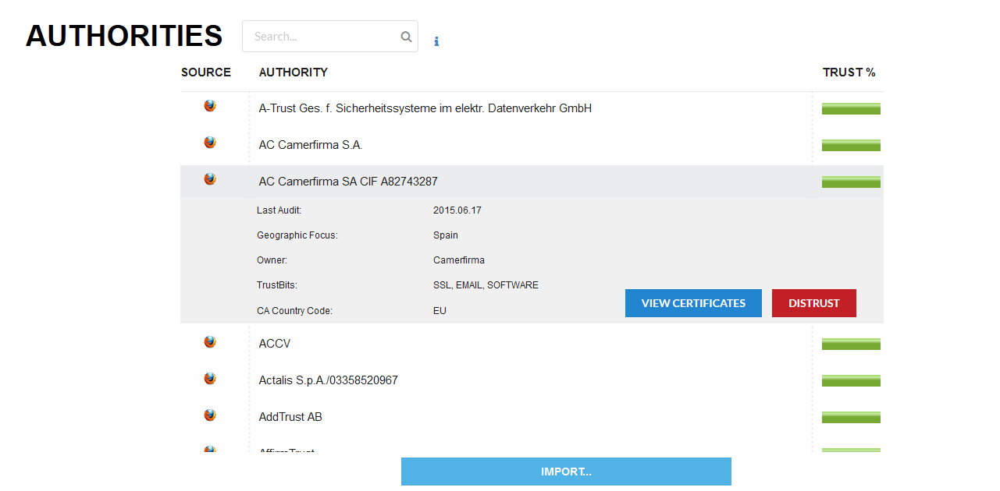 AUTHORITIES Search...
SOURCE AUTHORITY TRUST %
A-Trust Ges. f. Sicherheitssysteme im elektr. Datenverkehr GmbH
AC Camerfirma S.A.
AC Camerfirma SA CIF A82743287
Last Audit: 2015.06.17
Geographic Focus: Spain
Owner: Camerfirma
TrustBits: SSL, EMAIL, SOFTWARE
CA Country Code: EU
VIEW CERTIFICATES DISTRUST
ACCV
Actalis S.p.A./03358520967
AddTrust AB
AffirmTrust
IMPORT...